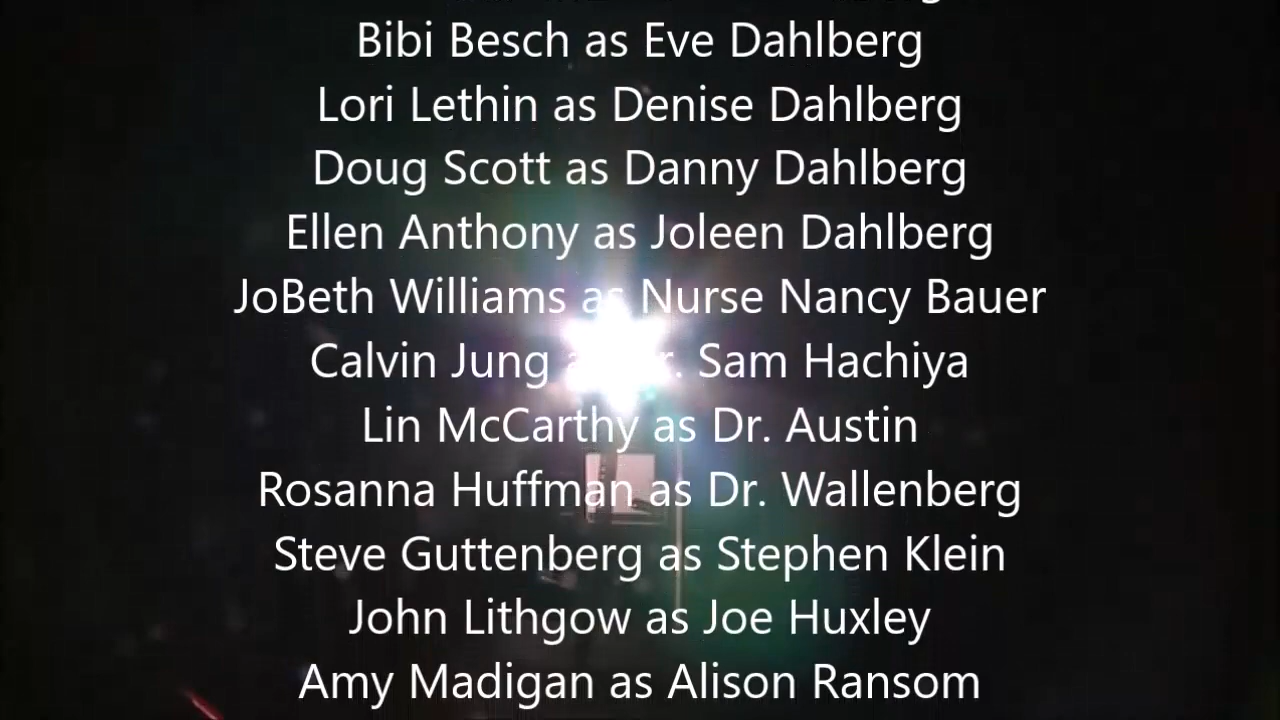 Bibi Besch as Eve Dahlberg
Lori Lethin as Denise Dahlberg
Doug Scott as Danny Dahlberg
Ellen Anthony as Joleen Dahlberg
JoBeth Williams as Nurse Nancy Bauer
Calvin Jung Sam Hachiya
Lin McCarthy as Dr. Austin
Rosanna Huffman as Dr. Wallenberg
Steve Guttenberg as Stephen Klein
John Lithgow as Joe Huxley
Amy Madigan as Alison Ransom